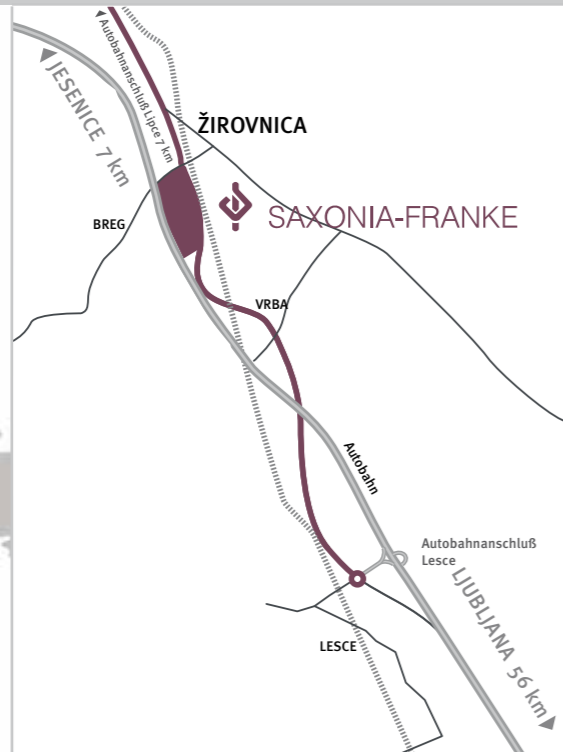 Autobahnanschluß Lipce 7 km
JESENICE 7 km
ŽIROVNICA
SAXONIA-FRANKE
BREG
VRBA
Autobahn
Autobahnanschluß
Lesce
LJUBLJANA 56 km
LESCE